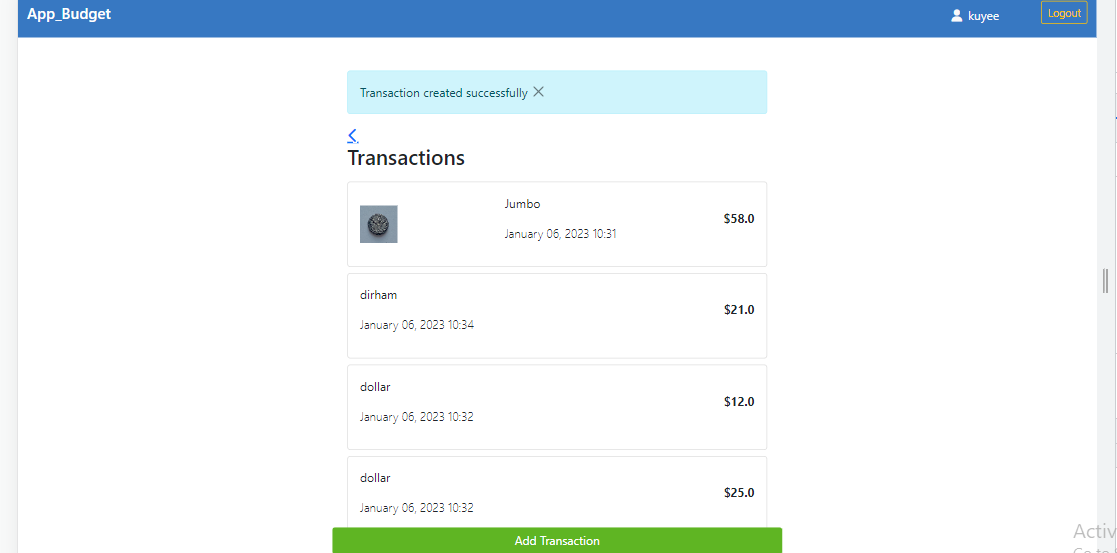 App_Budget
kuyee
Logout
Transaction created successfully
Transactions
Jumbo
January 06, 2023 10:31
$58.0
dirham
January 06, 2023 10:34
$21.0
dollar
January 06, 2023 10:32
$12.0
dollar
January 06, 2023 10:32
$25.0
Add Transaction
Activ